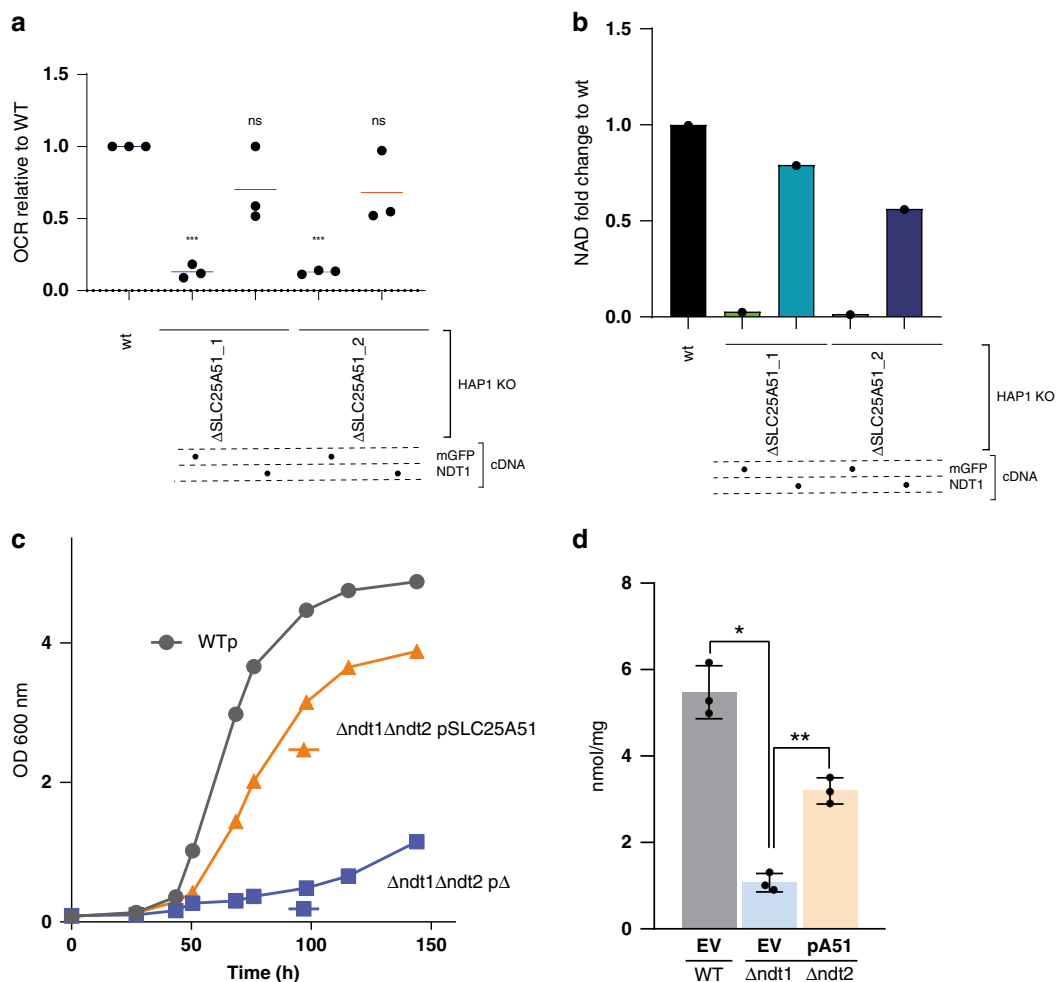 a
OCR relative to WT
1.5
1.0
0.5
0.0
ns
ns
***
***
wt
ΔSLC25A51_1
ΔSLC25A51_2
HAP1 KO
mGFP
NDT1
cDNA
b
NAD fold change to wt
1.5
1.0
0.5
0.0
wt
ΔSLC25A51_1
ΔSLC25A51_2
HAP1 KO
mGFP
NDT1
cDNA
c
OD 600 nm
4
2
0
WTp
Δndt1Δndt2 pSLC25A51
Δndt1Δndt2 pΔ
0 50 100 150
Time (h)
d
nmol/mg
8
6
4
2
0
*
**
EV EV pA51
WT Δndt1 Δndt2